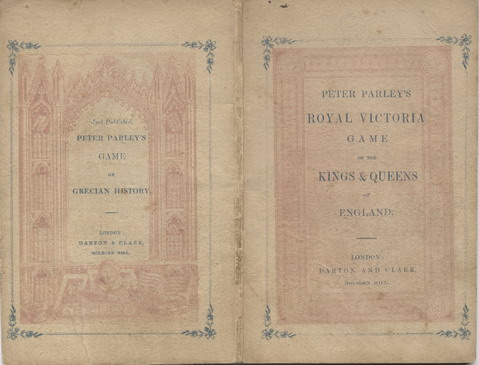 Just Published,
PETER PARLEY'S
GAME
OF
GRECIAN HISTORY.
LONDON
DARTON & CLARK,
HOLBORN HILL.
PETER PARLEY'S
ROYAL VICTORIA
GAME
OF THE
KINGS & QUEENS
OF
ENGLAND.
LONDON
DARTON AND CLARK,
HOLBORN HILL.